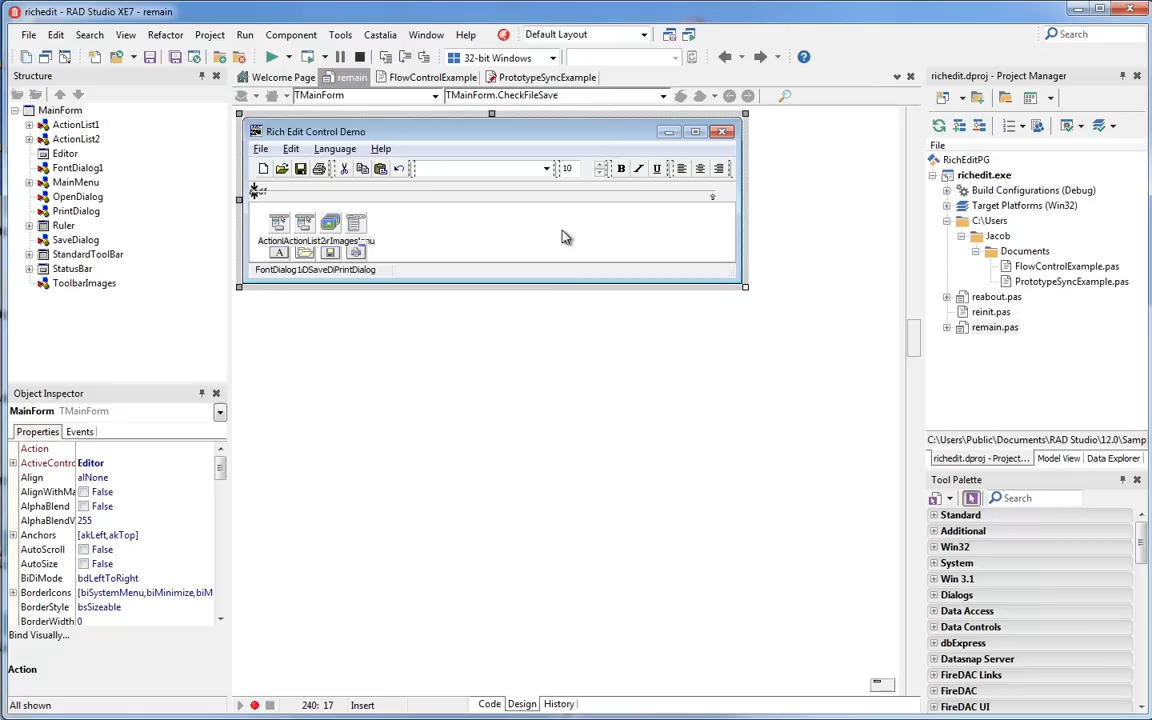 richedit - RAD Studio XE7 - remain
File Edit Search View Refactor Project Run Component Tools Castalia Window Help Default Layout Search
32-bit Windows
Structure
Welcome Page remain FlowControlExample PrototypeSyncExample
richedit.dproj - Project Manager
TMainForm TMainForm.CheckFileSave
MainForm
ActionList1
ActionList2
Editor
FontDialog1
MainMenu
OpenDialog
PrintDialog
Ruler
SaveDialog
StandardToolBar
StatusBar
ToolbarImages
Rich Edit Control Demo
File Edit Language Help
10 B I U
FontDialog1
PrintDialog
File
RichEditPG
richedit.exe
Build Configurations (Debug)
Target Platforms (Win32)
C:\Users
Jacob
Documents
FlowControlExample.pas
PrototypeSyncExample.pas
reabout.pas
reinit.pas
remain.pas
C:\Users\Public\Documents\RAD Studio\12.0\Samp
richedit.dproj - Project... Model View Data Explorer
Object Inspector
MainForm TMainForm
Properties Events
Action
ActiveContro Editor
Align alNone
AlignWithMa False
AlphaBlend False
AlphaBlendV 255
Anchors [akLeft,akTop]
AutoScroll False
AutoSize False
BiDiMode bdLeftToRight
BorderIcons [biSystemMenu,biMinimize,biM
BorderStyle bsSizeable
BorderWidth 0
Bind Visually...
Action
All shown
Tool Palette
Search
Standard
Additional
Win32
System
Win 3.1
Dialogs
Data Access
Data Controls
dbExpress
Datasnap Server
FireDAC Links
FireDAC
FireDAC UI
240: 17 Insert Code Design History